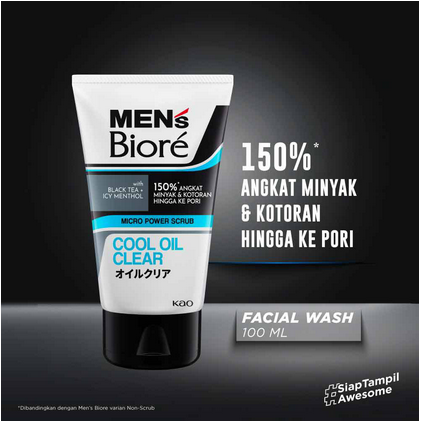 MEN's
Bioré
with
BLACK TEA +
ICY MENTHOL
150%* ANGKAT
MINYAK & KOTORAN
HINGGA KE PORI
MICRO POWER SCRUB
COOL OIL
CLEAR
オイルクリア
Kao
150%*
ANGKAT MINYAK
& KOTORAN
HINGGA KE PORI
FACIAL WASH
100 ML
#SiapTampil
Awesome
*Dibandingkan dengan Men's Biore varian Non-Scrub